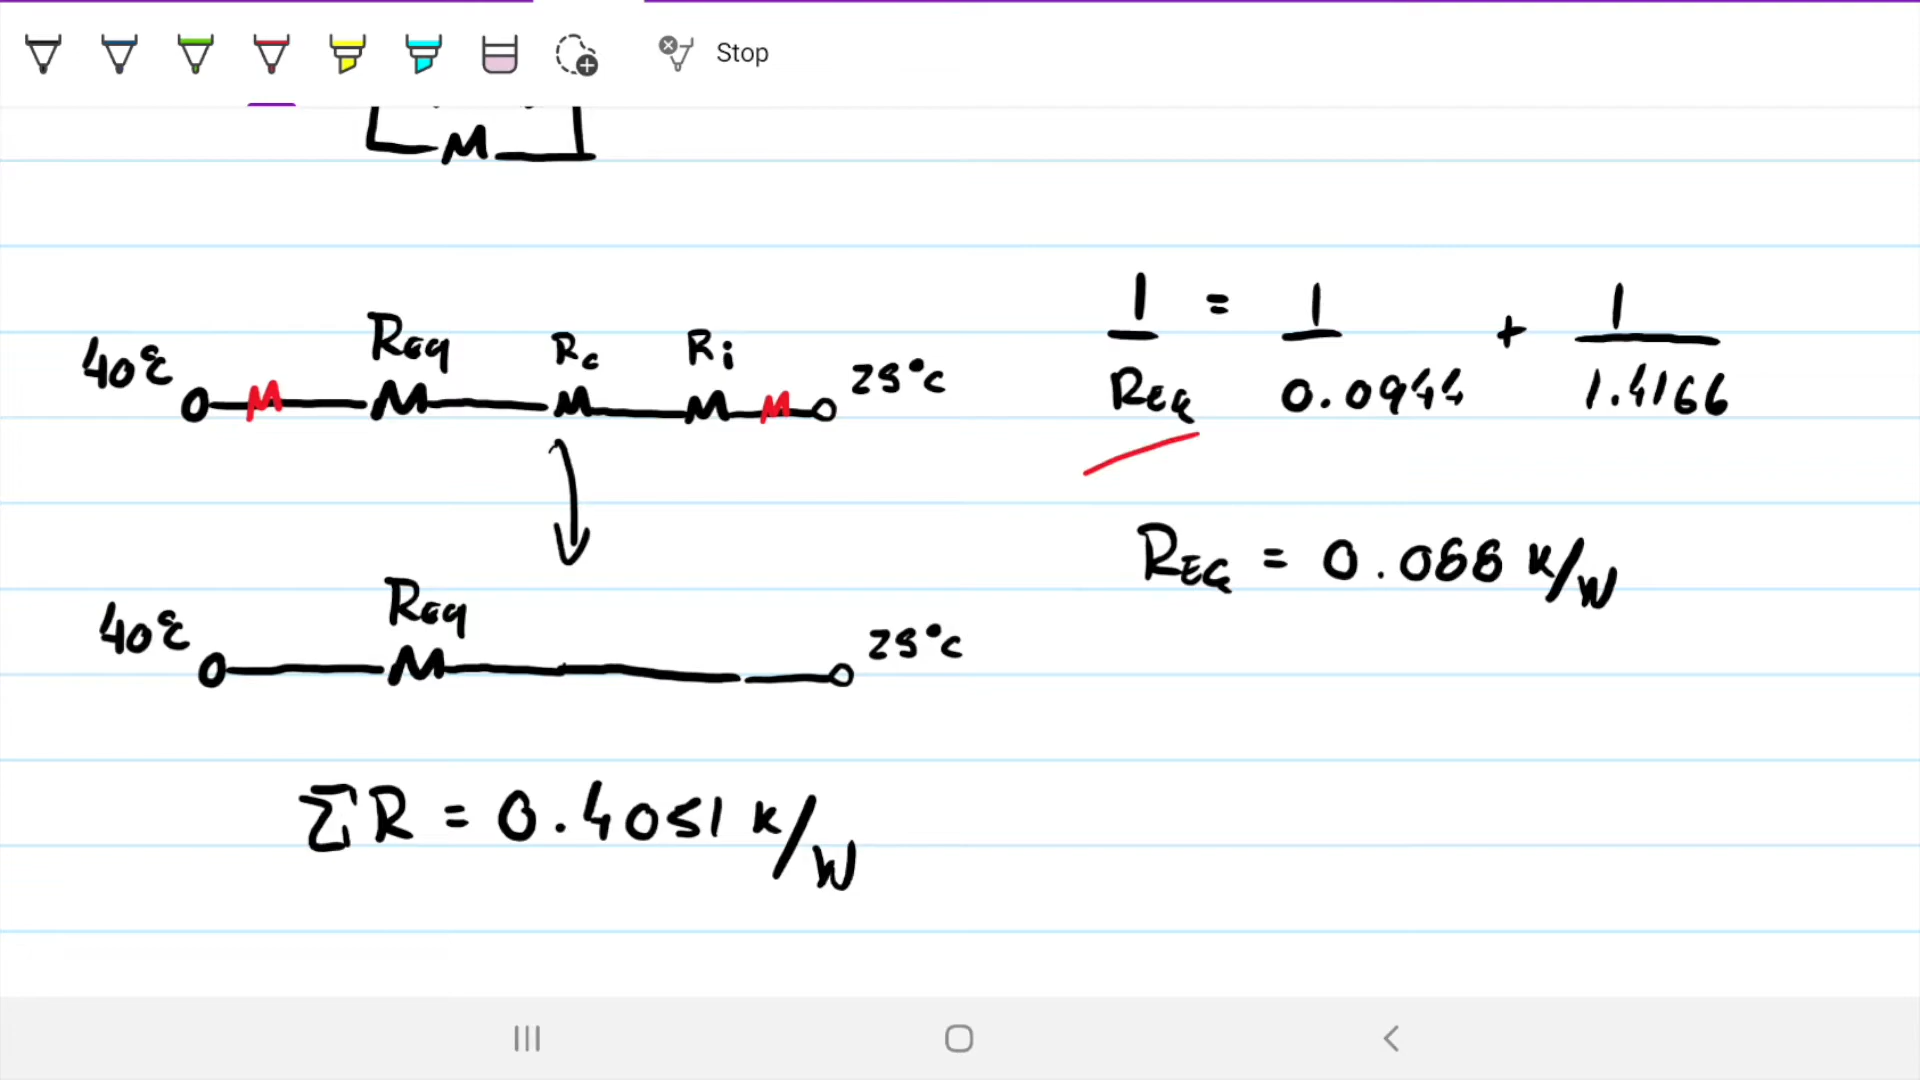 Stop
Req Rc Ri
40°C 25°C
1/REQ = 1/0.0944 + 1/1.4166
REQ = 0.088 K/W
Req
40°C 25°C
ΣR = 0.4051 K/W